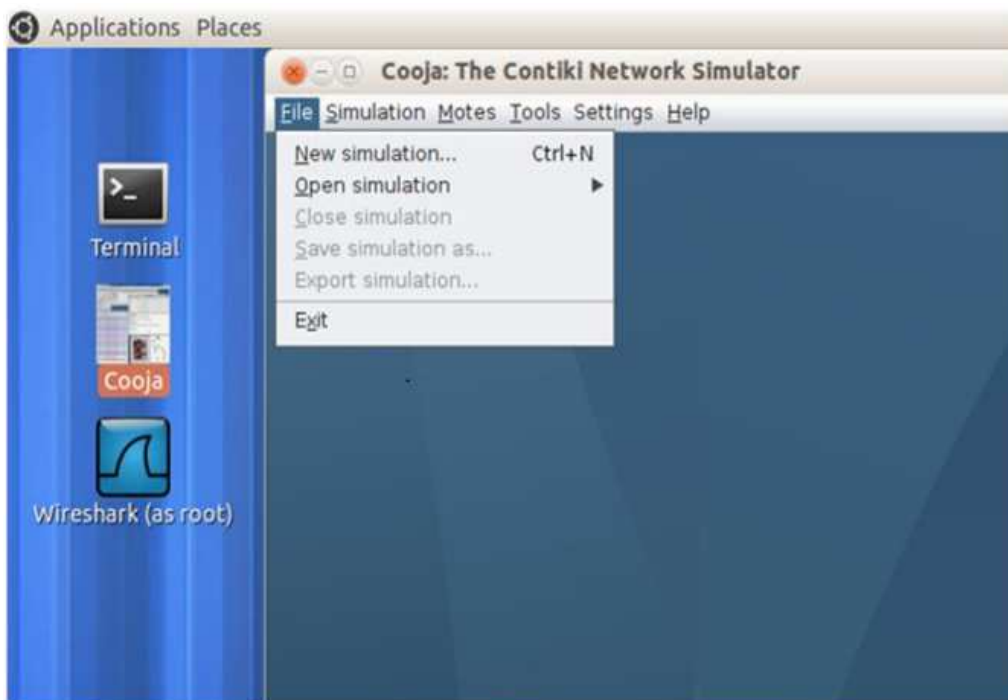 Applications Places
Cooja: The Contiki Network Simulator
File Simulation Motes Tools Settings Help
New simulation... Ctrl+N
Open simulation
Close simulation
Save simulation as...
Export simulation...
Exit
>_
Terminal
Cooja
Wireshark (as root)